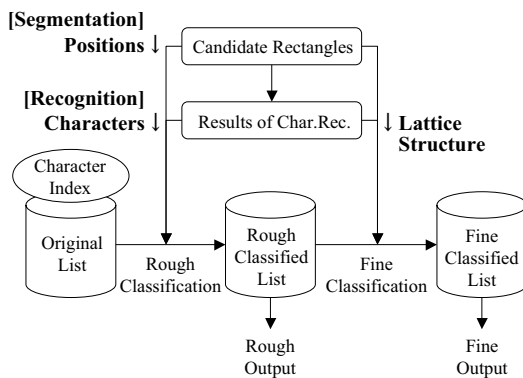 [Segmentation]
Positions ↓
Candidate Rectangles
[Recognition]
Characters ↓
Results of Char.Rec.
↓ Lattice
Structure
Character
Index
Original
List
Rough
Classification
Rough
Classified
List
Fine
Classification
Fine
Classified
List
Rough
Output
Fine
Output